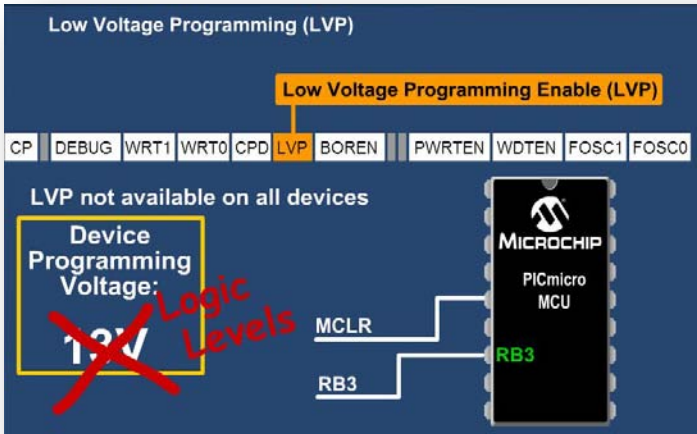 Low Voltage Programming (LVP)
Low Voltage Programming Enable (LVP)
CP DEBUG WRT1 WRT0 CPD LVP BOREN PWRTEN WDTEN FOSC1 FOSC0
LVP not available on all devices
Device
Programming
Voltage:
13V
Logic
Levels
MICROCHIP
PICmicro
MCU
MCLR
RB3
RB3